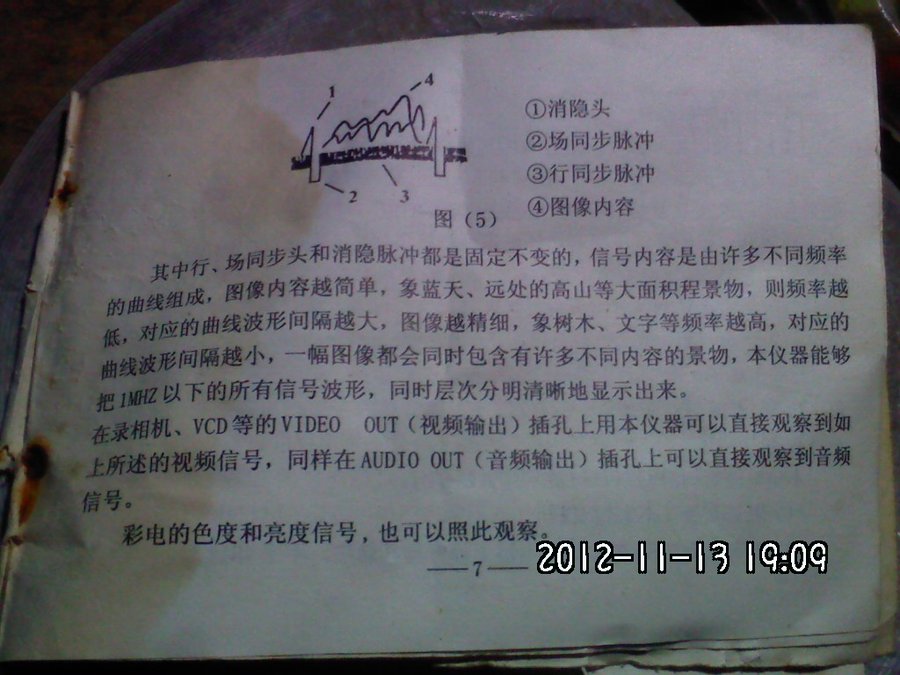 1
4
2
3
图(5)
①消隐头
②场同步脉冲
③行同步脉冲
④图像内容
其中行、场同步头和消隐脉冲都是固定不变的，信号内容是由许多不同频率
的曲线组成，图像内容越简单，象蓝天、远处的高山等大面积程景物，则频率越
低，对应的曲线波形间隔越大，图像越精细，象树木、文字等频率越高，对应的
曲线波形间隔越小，一幅图像都会同时包含有许多不同内容的景物，本仪器能够
把1MHZ以下的所有信号波形，同时层次分明清晰地显示出来。
在录相机、VCD等的VIDEO OUT（视频输出）插孔上用本仪器可以直接观察到如
上所述的视频信号，同样在AUDIO OUT（音频输出）插孔上可以直接观察到音频
信号。
彩电的色度和亮度信号，也可以照此观察。
——7——
2012-11-13 19:09